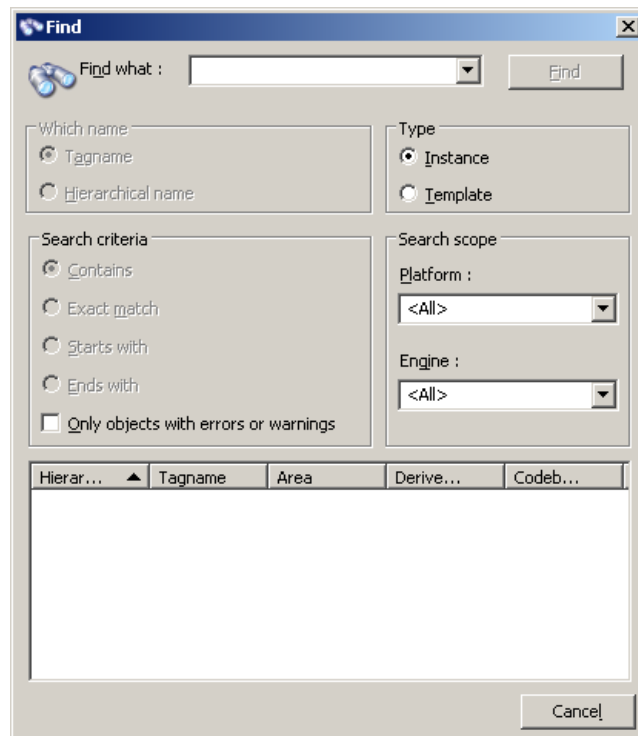 Find
Find what :
Find
Which name
Tagname
Hierarchical name
Type
Instance
Template
Search criteria
Contains
Exact match
Starts with
Ends with
Only objects with errors or warnings
Search scope
Platform :
<All>
Engine :
<All>
Hierar... Tagname Area Derive... Codeb...
Cancel